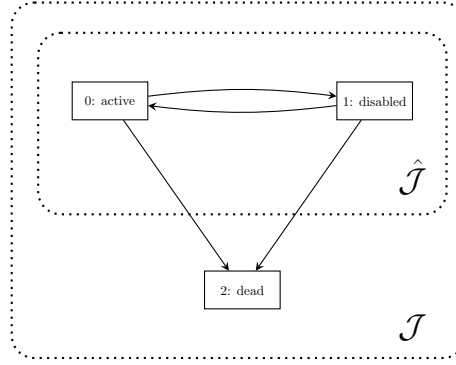 0: active
1: disabled
𝒥̂
2: dead
𝒥